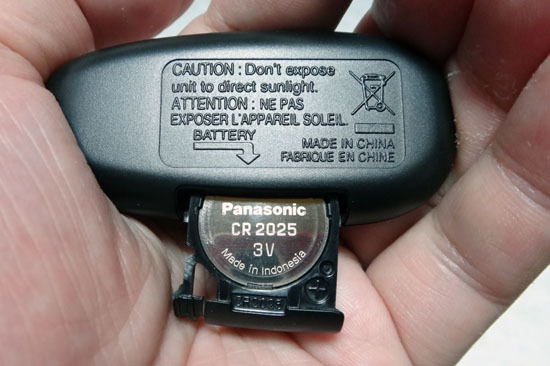 CAUTION : Don't expose
unit to direct sunlight.
ATTENTION : NE PAS
EXPOSER L'APPAREIL SOLEIL.
BATTERY
MADE IN CHINA
FABRIQUE EN CHINE
Panasonic
CR 2025
3V
Made in Indonesia